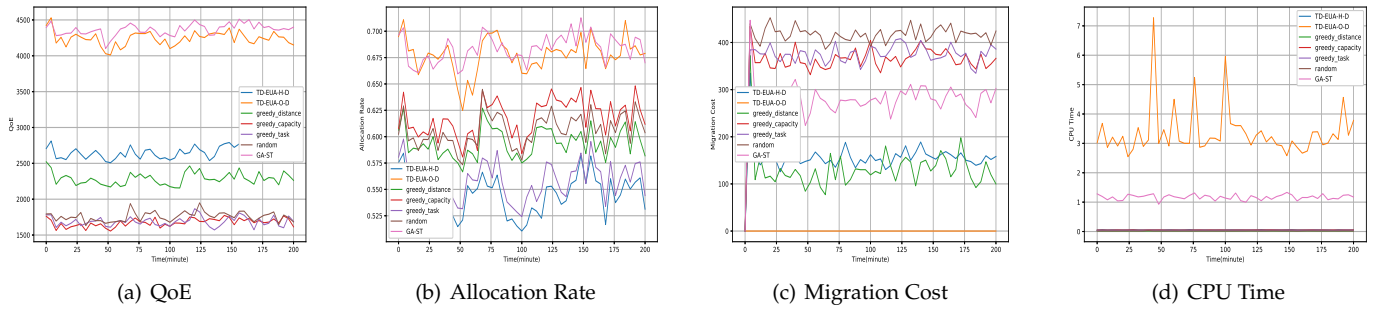 4500
4000
3500
3000
2500
2000
1500
QoE
TD-EUA-H-D
TD-EUA-O-D
greedy_distance
greedy_capacity
greedy_task
random
GA-ST
0 25 50 75 100 125 150 175 200
Time(minute)
(a) QoE
0.700
0.675
0.650
0.625
0.600
0.575
0.550
0.525
Allocation Rate
TD-EUA-H-D
TD-EUA-O-D
greedy_distance
greedy_capacity
greedy_task
random
GA-ST
0 25 50 75 100 125 150 175 200
Time(minute)
(b) Allocation Rate
400
300
200
100
0
Migration Cost
TD-EUA-H-D
TD-EUA-O-D
greedy_distance
greedy_capacity
greedy_task
random
GA-ST
0 25 50 75 100 125 150 175 200
Time(minute)
(c) Migration Cost
7
6
5
4
3
2
1
0
CPU Time
TD-EUA-H-D
TD-EUA-O-D
greedy_distance
greedy_capacity
greedy_task
random
GA-ST
0 25 50 75 100 125 150 175 200
Time(minute)
(d) CPU Time